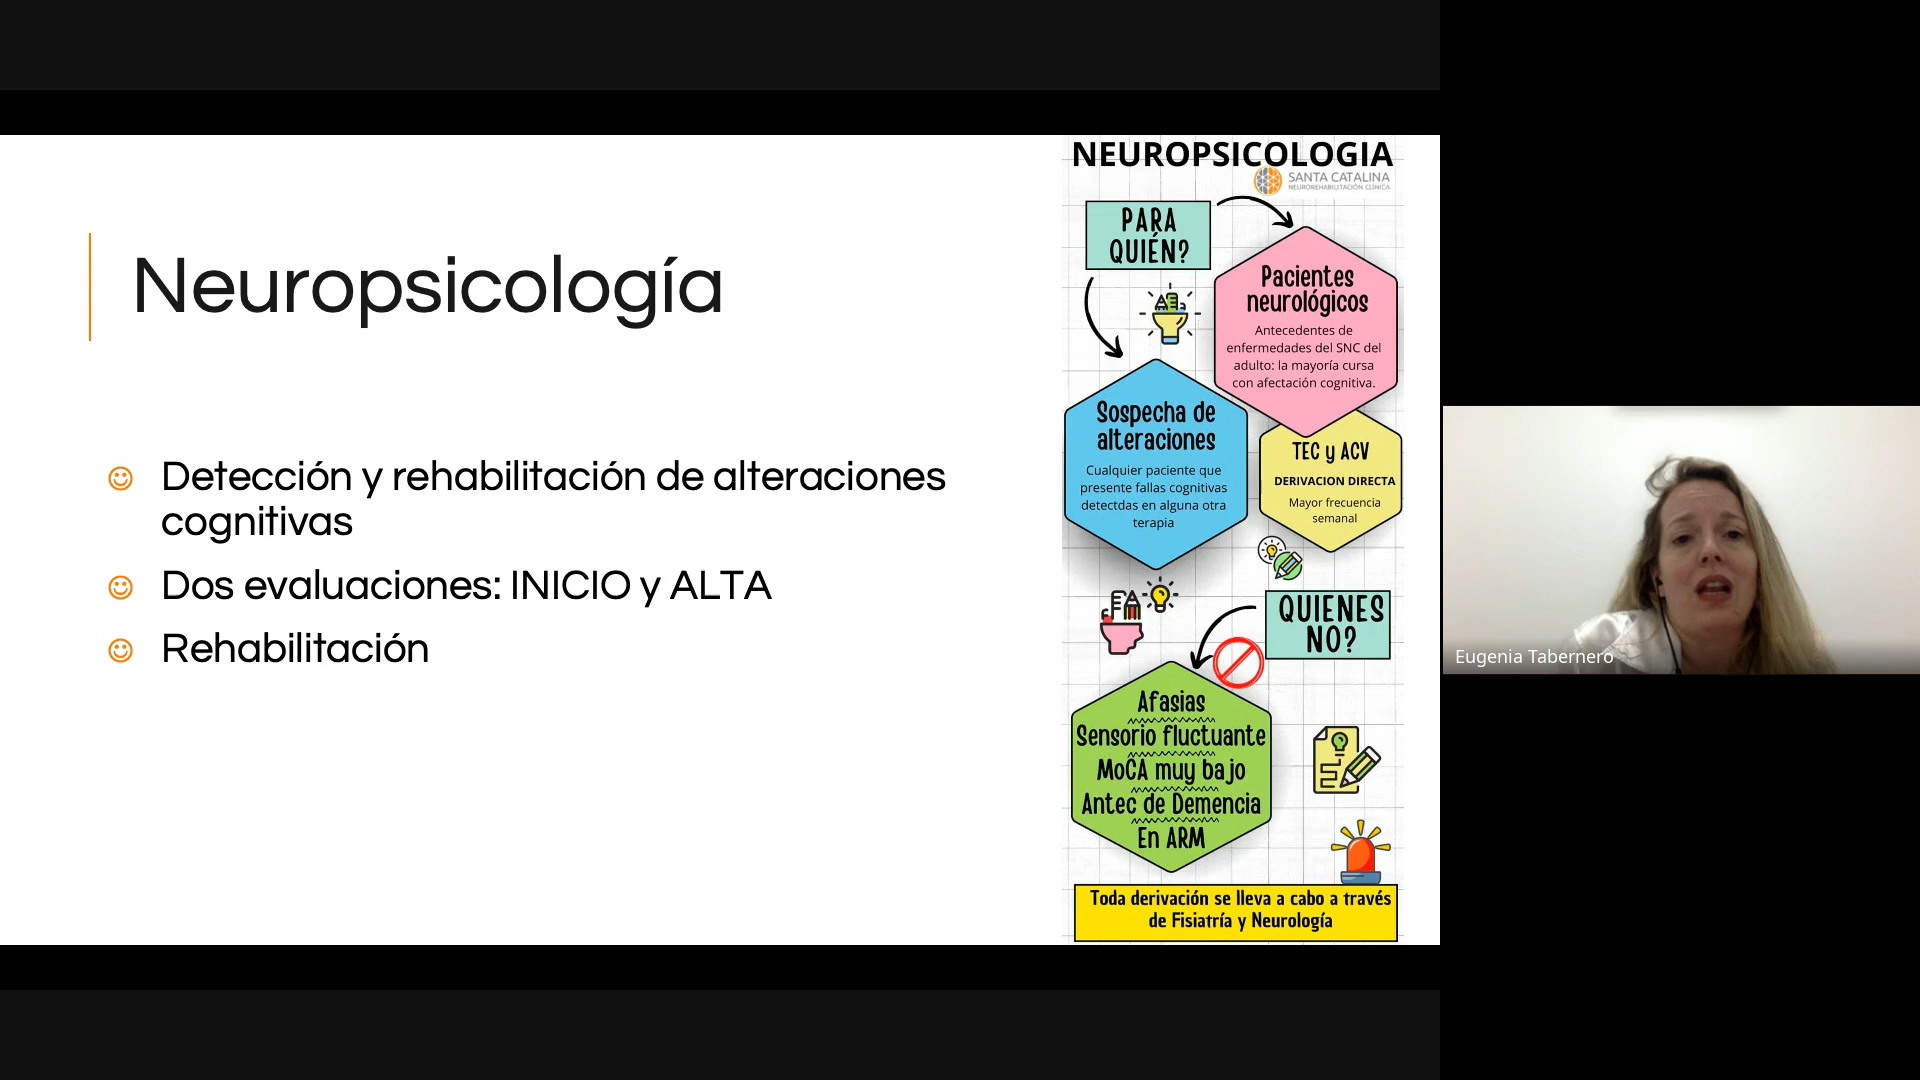 Neuropsicología
Detección y rehabilitación de alteraciones
cognitivas
Dos evaluaciones: INICIO y ALTA
Rehabilitación
NEUROPSICOLOGIA
SANTA CATALINA
NEUROREHABILITACIÓN CLÍNICA
PARA
QUIÉN?
Pacientes
neurológicos
Antecedentes de
enfermedades del SNC del
adulto: la mayoría cursa
con afectación cognitiva.
Sospecha de
alteraciones
Cualquier paciente que
presente fallas cognitivas
detectdas en alguna otra
terapia
TEC y ACV
DERIVACION DIRECTA
Mayor frecuencia
semanal
QUIENES
NO?
Afasias
Sensorio fluctuante
MoCA muy bajo
Antec de Demencia
En ARM
Toda derivación se lleva a cabo a través
de Fisiatría y Neurología
Eugenia Tabernero